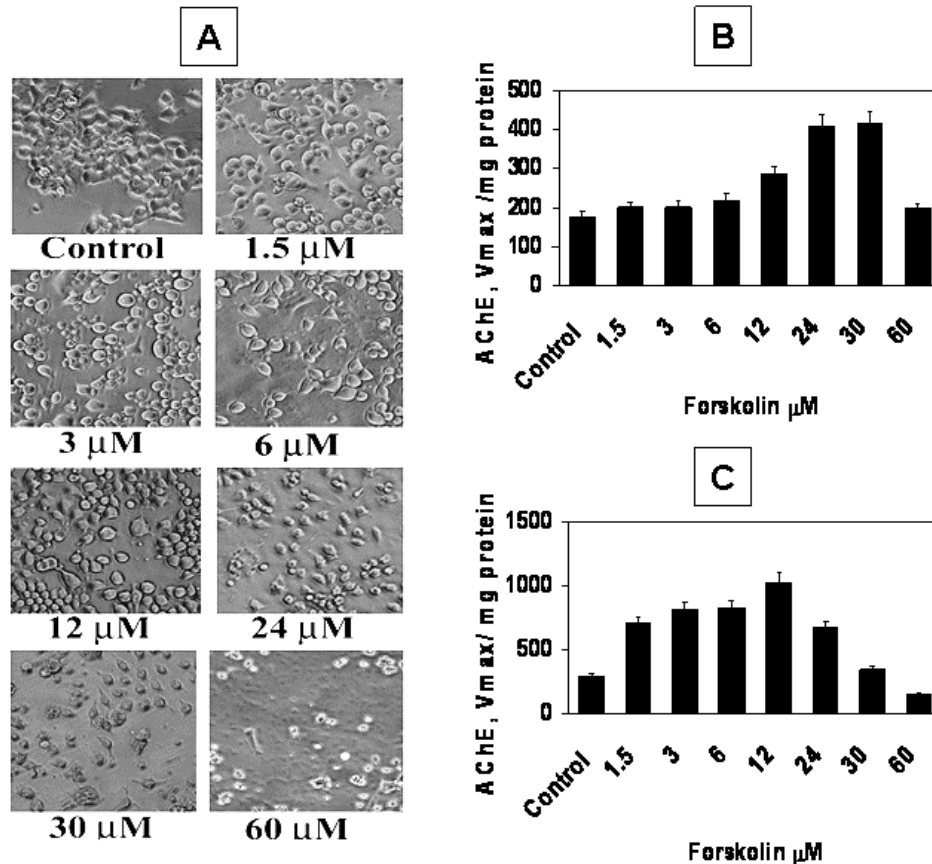 A
Control
1.5 µM
3 µM
6 µM
12 µM
24 µM
30 µM
60 µM
B
AChE, Vmax /mg protein
500
400
300
200
100
0
Control
1.5
3
6
12
24
30
60
Forskolin µM
C
AChE, Vmax/ mg protein
1500
1000
500
0
Control
1.5
3
6
12
24
30
60
Forskolin µM